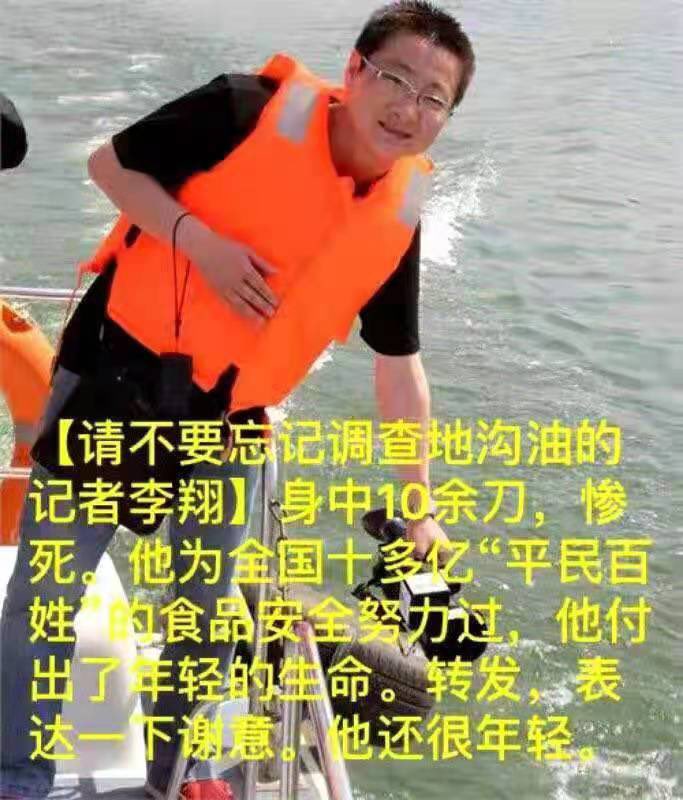 【请不要忘记调查地沟油的
记者李翔】身中10余刀，惨
死。他为全国十多亿“平民百
姓”的食品安全努力过，他付
出了年轻的生命。转发，表
达一下谢意。他还很年轻。